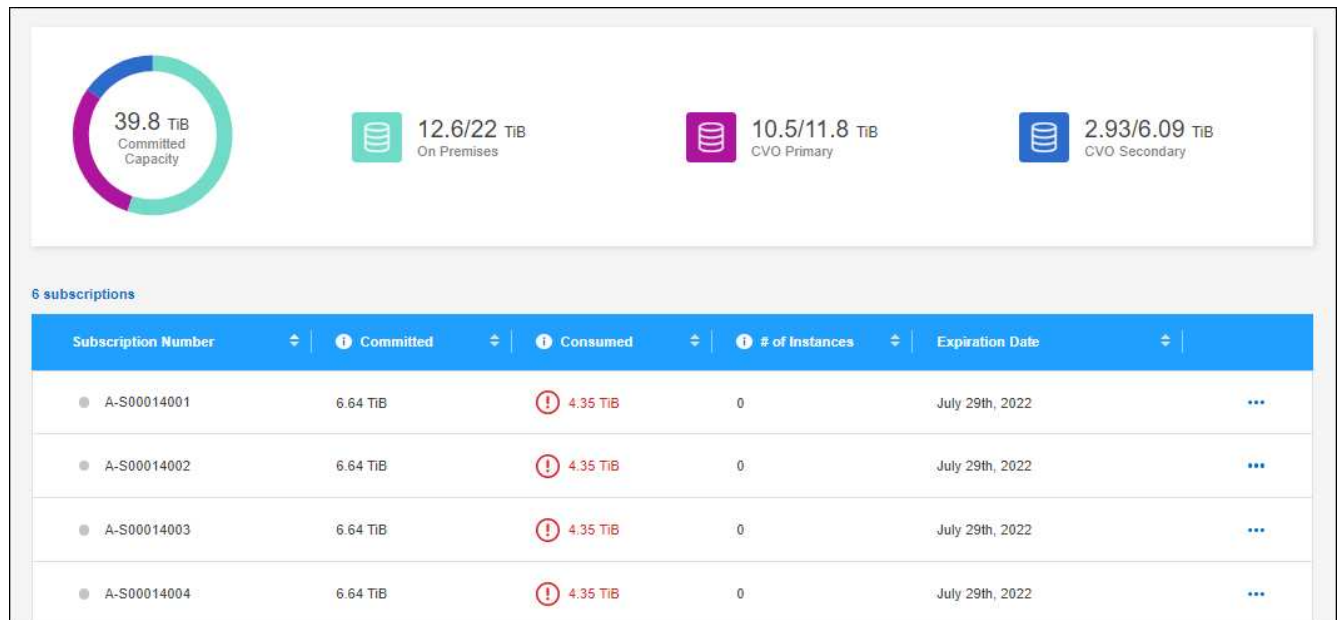 39.8 TiB
Committed
Capacity
12.6/22 TiB
On Premises
10.5/11.8 TiB
CVO Primary
2.93/6.09 TiB
CVO Secondary
6 subscriptions
Subscription Number Committed Consumed # of Instances Expiration Date
A-S00014001 6.64 TiB 4.35 TiB 0 July 29th, 2022
A-S00014002 6.64 TiB 4.35 TiB 0 July 29th, 2022
A-S00014003 6.64 TiB 4.35 TiB 0 July 29th, 2022
A-S00014004 6.64 TiB 4.35 TiB 0 July 29th, 2022